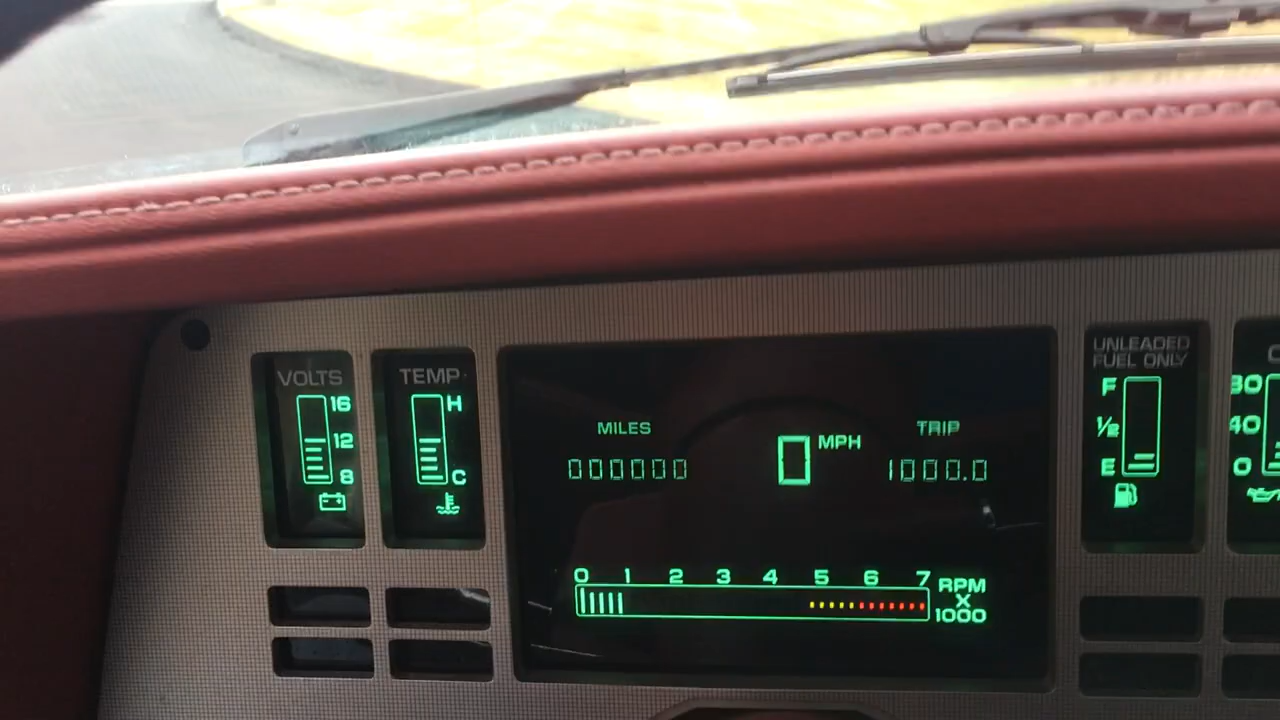 VOLTS
16
12
8
TEMP
H
C
MILES
000000
0 MPH
TRIP
1000.0
0 1 2 3 4 5 6 7
RPM
X
1000
UNLEADED
FUEL ONLY
F
1/2
E
80
40
0